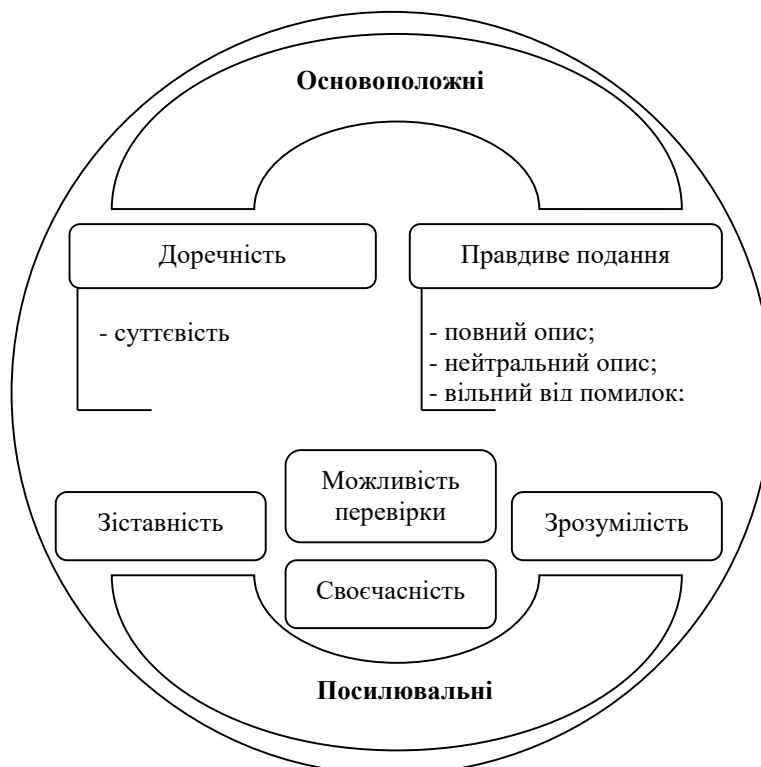 Основоположні
Доречність
Правдиве подання
- суттєвість
- повний опис;
- нейтральний опис;
- вільний від помилок;
Можливість
перевірки
Зіставність
Зрозумілість
Своєчасність
Посилювальні